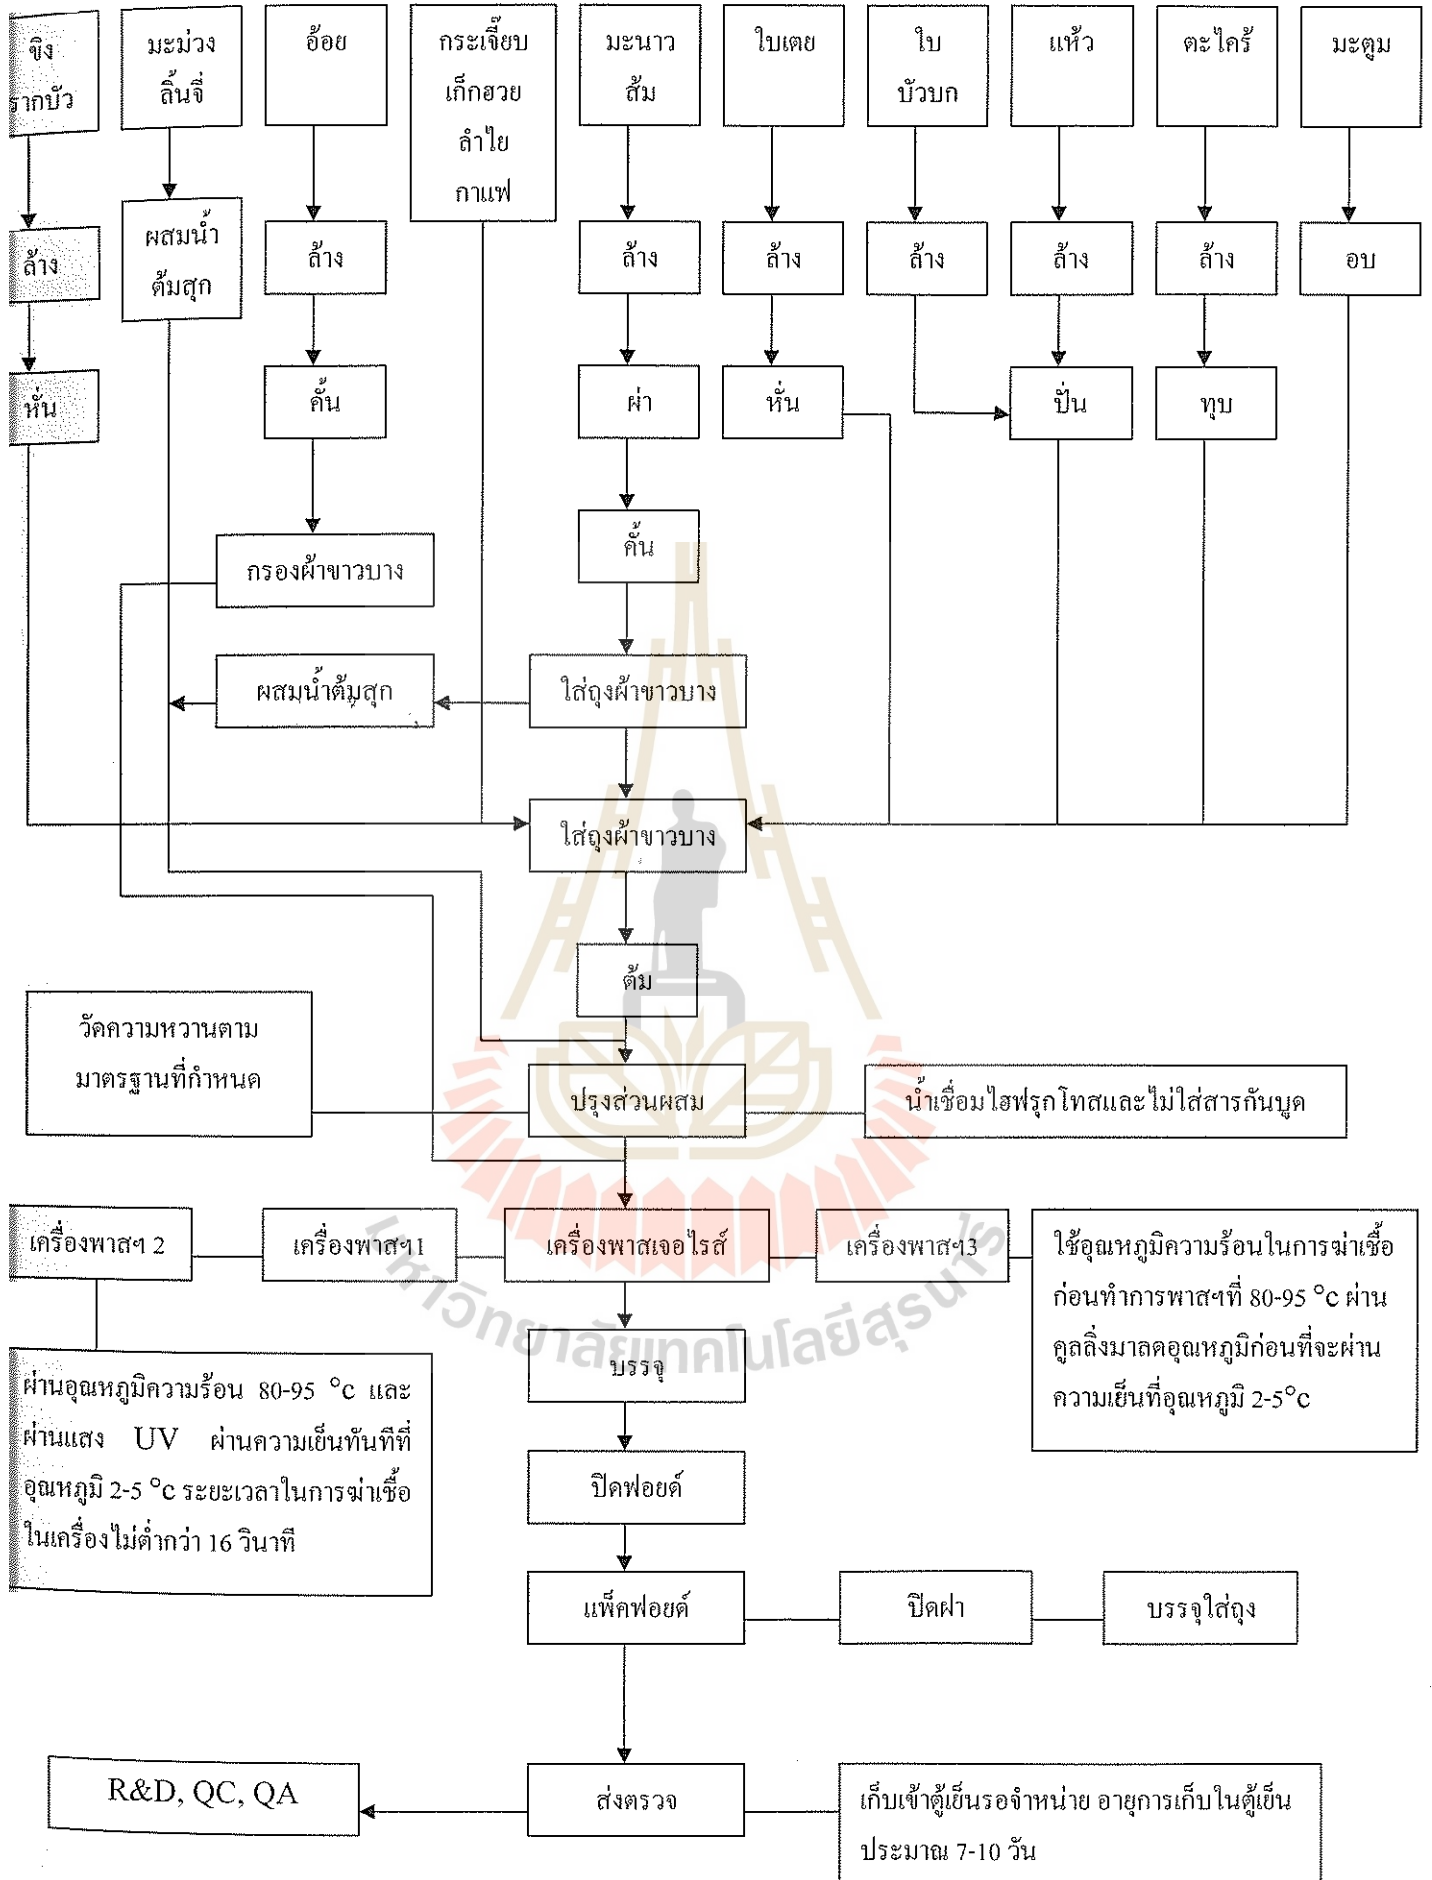 ขิง
รากบัว
มะม่วง
ลิ้นจี่
อ้อย
กระเจี๊ยบ
เก็กฮวย
ลำไย
กาแฟ
มะนาว
ส้ม
ใบเตย
ใบ
บัวบก
แห้ว
ตะไคร้
มะตูม
ล้าง
ผสมน้ำ
ต้มสุก
ล้าง
ล้าง
ล้าง
ล้าง
ล้าง
ล้าง
อบ
หั่น
คั้น
ผ่า
หั่น
ปั่น
ทุบ
กรองผ้าขาวบาง
คั้น
ผสมน้ำต้มสุก
ใส่ถุงผ้าขาวบาง
ใส่ถุงผ้าขาวบาง
ต้ม
วัดความหวานตาม
มาตรฐานที่กำหนด
ปรุงส่วนผสม
น้ำเชื่อมไฮฟรุกโทสและไม่ใส่สารกันบูด
เครื่องพาสฯ 2
เครื่องพาสฯ1
เครื่องพาสเจอไรส์
เครื่องพาสฯ3
ใช้อุณหภูมิความร้อนในการฆ่าเชื้อ
ก่อนทำการพาสฯที่ 80-95 °c ผ่าน
คูลลิ่งมาลดอุณหภูมิก่อนที่จะผ่าน
ความเย็นที่อุณหภูมิ 2-5°c
มหาวิทยาลัยเทคโนโลยีสุรนารี
บรรจุ
ผ่านอุณหภูมิความร้อน 80-95 °c และ
ผ่านแสง UV ผ่านความเย็นทันทีที่
อุณหภูมิ 2-5 °c ระยะเวลาในการฆ่าเชื้อ
ในเครื่องไม่ต่ำกว่า 16 วินาที
ปิดฟอยด์
แพ็คฟอยด์
ปิดฝา
บรรจุใส่ถุง
R&D, QC, QA
ส่งตรวจ
เก็บเข้าตู้เย็นรอจำหน่าย อายุการเก็บในตู้เย็น
ประมาณ 7-10 วัน